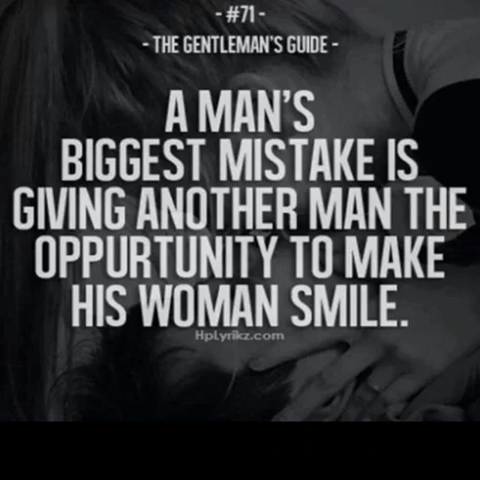 - #71 -
- THE GENTLEMAN'S GUIDE -
A MAN'S
BIGGEST MISTAKE IS
GIVING ANOTHER MAN THE
OPPURTUNITY TO MAKE
HIS WOMAN SMILE.
HpLyrikz.com